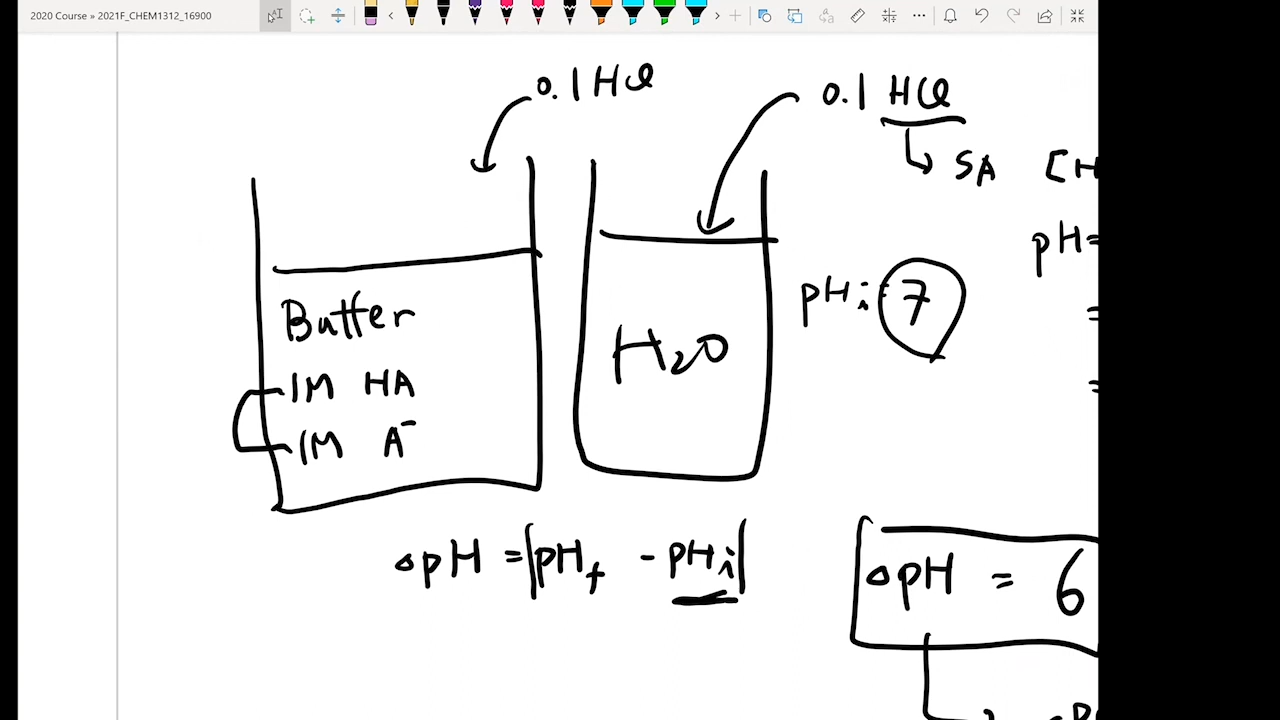 2020 Course » 2021F_CHEM1312_16900
0.1 HCl
0.1 HCl
SA [H
pH=
Buffer
1M HA
1M A⁻
H₂O
pHi = 7
=
=
ΔpH = |pHf - pHi|
ΔpH = 6